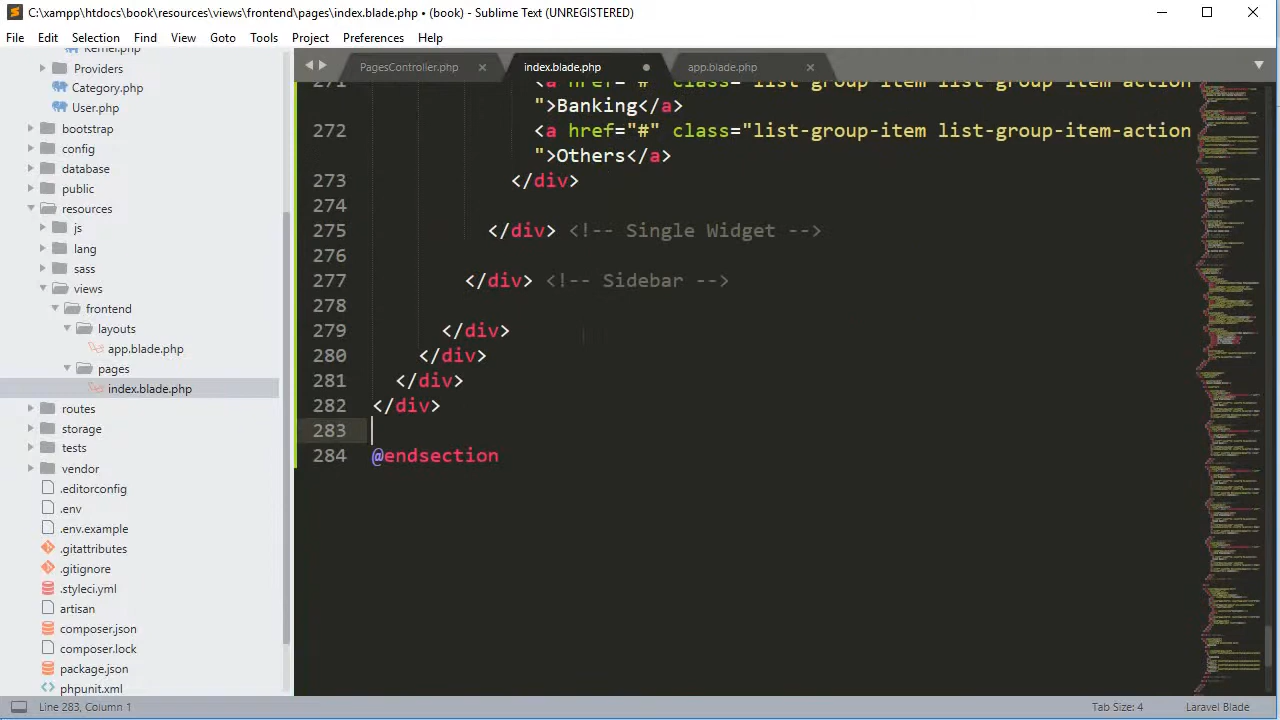 C:\xampp\htdocs\book\resources\views\frontend\pages\index.blade.php • (book) - Sublime Text (UNREGISTERED)
File Edit Selection Find View Goto Tools Project Preferences Help
Kernel.php
Providers
Category.php
User.php
bootstrap
config
database
public
resources
js
lang
sass
views
frontend
layouts
app.blade.php
pages
index.blade.php
routes
storage
tests
vendor
.editorconfig
.env
.env.example
.gitattributes
.gitignore
.styleci.yml
artisan
composer.json
composer.lock
package.json
phpunit.xml
PagesController.php index.blade.php app.blade.php
271 <a href="#" class="list-group-item list-group-item-action
">Banking</a>
272 <a href="#" class="list-group-item list-group-item-action
">Others</a>
273 </div>
274
275 </div> <!-- Single Widget -->
276
277 </div> <!-- Sidebar -->
278
279 </div>
280 </div>
281 </div>
282 </div>
283
284 @endsection
Line 283, Column 1 Tab Size: 4 Laravel Blade